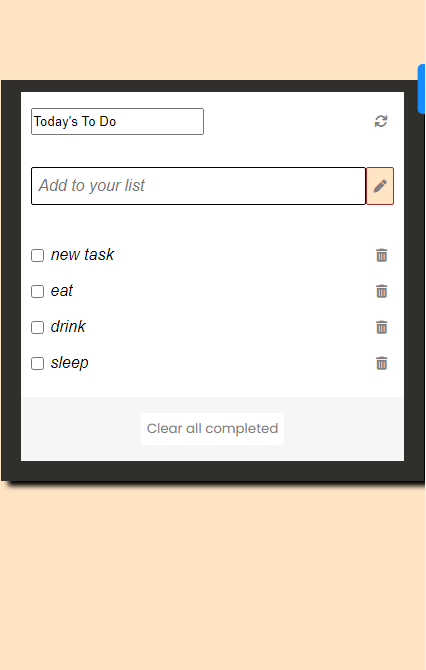 Today's To Do
Add to your list
new task
eat
drink
sleep
Clear all completed